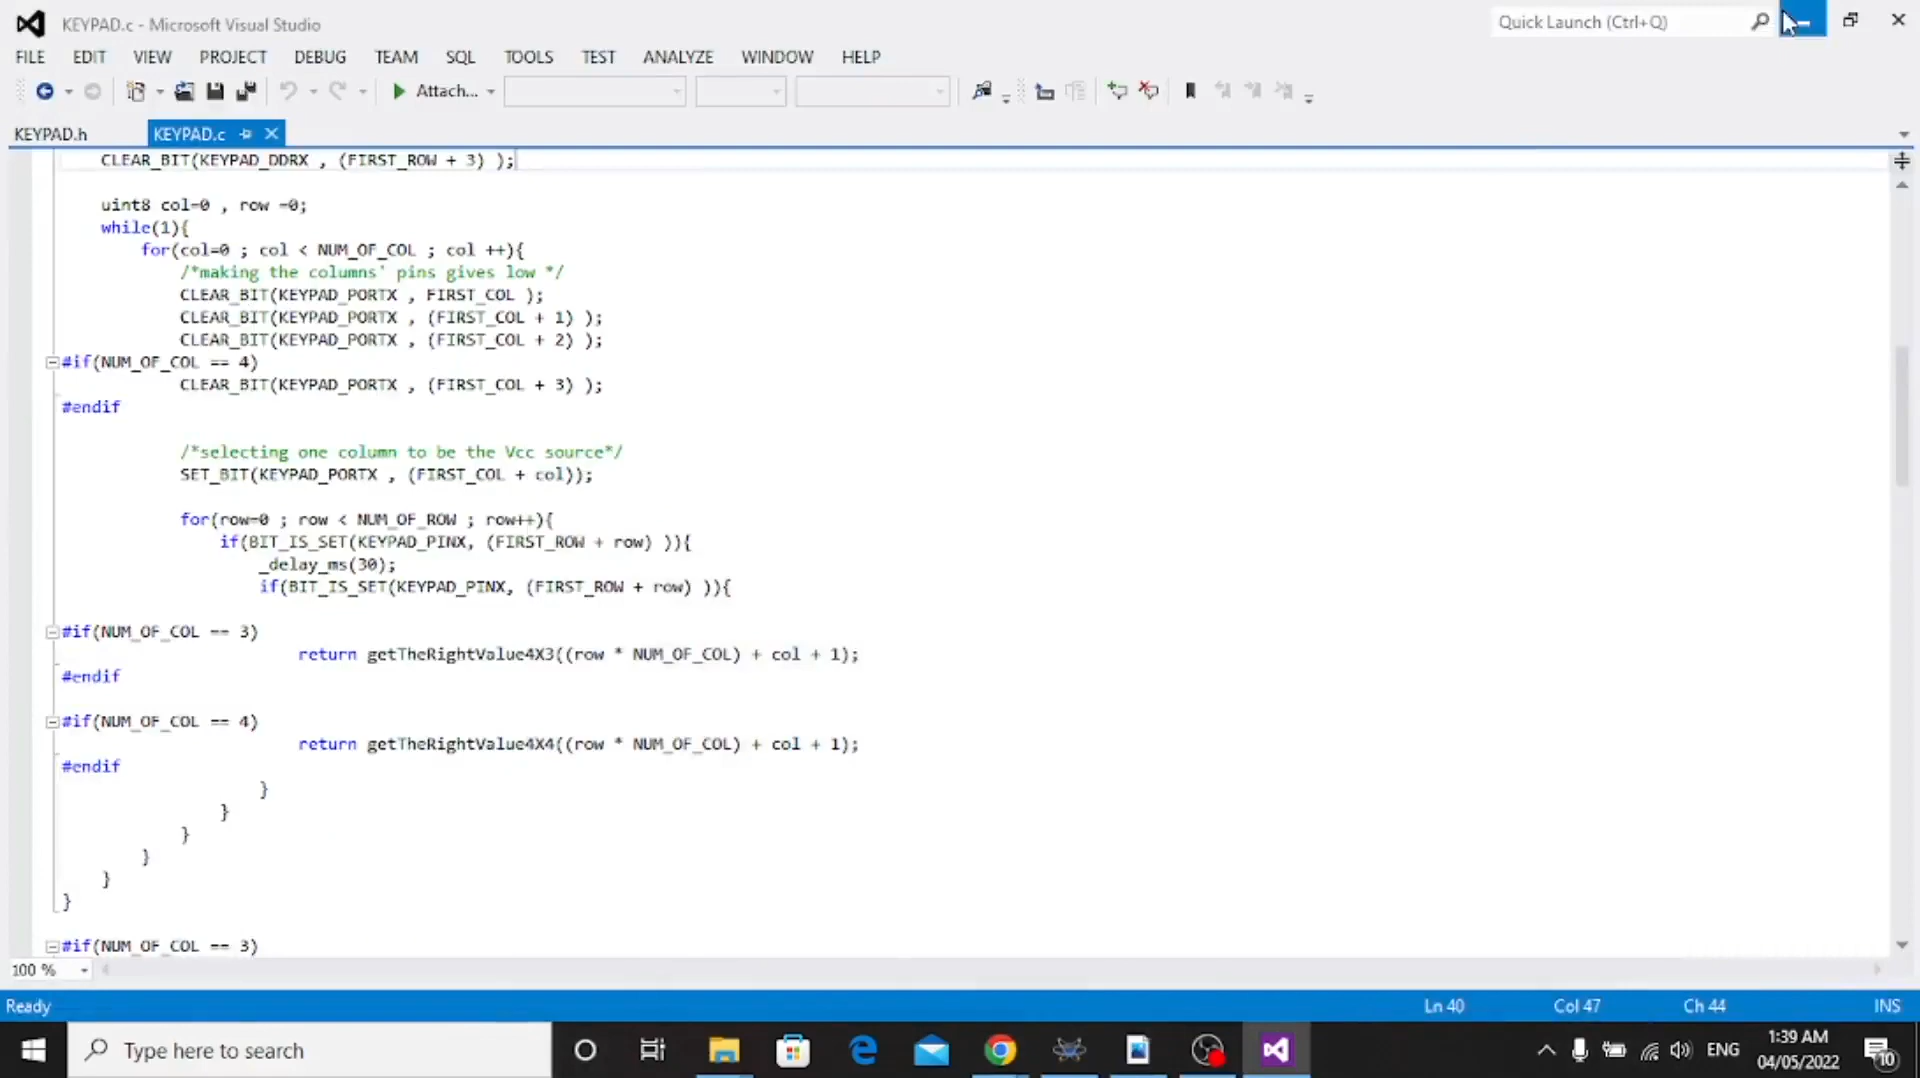 KEYPAD.c - Microsoft Visual Studio
Quick Launch (Ctrl+Q)
FILE EDIT VIEW PROJECT DEBUG TEAM SQL TOOLS TEST ANALYZE WINDOW HELP
Attach...
KEYPAD.h KEYPAD.c
CLEAR_BIT(KEYPAD_DDRX , (FIRST_ROW + 3) );
uint8 col=0 , row =0;
while(1){
for(col=0 ; col < NUM_OF_COL ; col ++){
/*making the columns' pins gives low */
CLEAR_BIT(KEYPAD_PORTX , FIRST_COL );
CLEAR_BIT(KEYPAD_PORTX , (FIRST_COL + 1) );
CLEAR_BIT(KEYPAD_PORTX , (FIRST_COL + 2) );
#if(NUM_OF_COL == 4)
CLEAR_BIT(KEYPAD_PORTX , (FIRST_COL + 3) );
#endif
/*selecting one column to be the Vcc source*/
SET_BIT(KEYPAD_PORTX , (FIRST_COL + col));
for(row=0 ; row < NUM_OF_ROW ; row++){
if(BIT_IS_SET(KEYPAD_PINX, (FIRST_ROW + row) )){
_delay_ms(30);
if(BIT_IS_SET(KEYPAD_PINX, (FIRST_ROW + row) )){
#if(NUM_OF_COL == 3)
return getTheRightValue4X3((row * NUM_OF_COL) + col + 1);
#endif
#if(NUM_OF_COL == 4)
return getTheRightValue4X4((row * NUM_OF_COL) + col + 1);
#endif
}
}
}
}
}
}
#if(NUM_OF_COL == 3)
100 %
Ready Ln 40 Col 47 Ch 44 INS
Type here to search
ENG
1:39 AM
04/05/2022
10